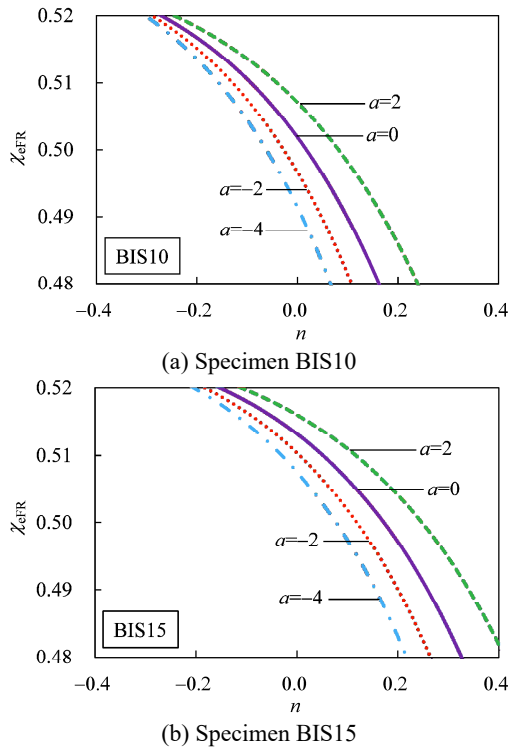 0.52
0.51
0.50
0.49
0.48
χeFR
a=2
a=0
a=−2
a=−4
BIS10
−0.4 −0.2 0.0 0.2 0.4
n
(a) Specimen BIS10
0.52
0.51
0.50
0.49
0.48
χeFR
a=2
a=0
a=−2
a=−4
BIS15
−0.4 −0.2 0.0 0.2 0.4
n
(b) Specimen BIS15